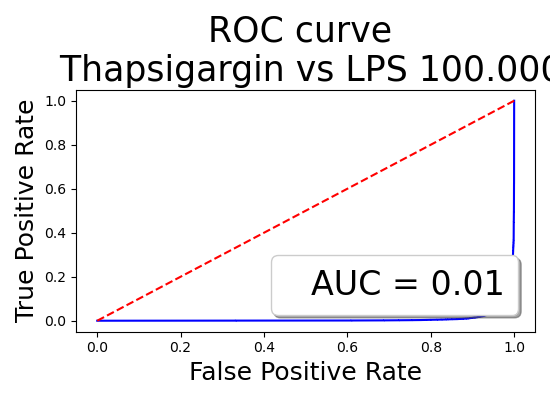 ROC curve
Thapsigargin vs LPS 100.000
True Positive Rate
1.0
0.8
0.6
0.4
0.2
0.0
AUC = 0.01
0.0 0.2 0.4 0.6 0.8 1.0
False Positive Rate